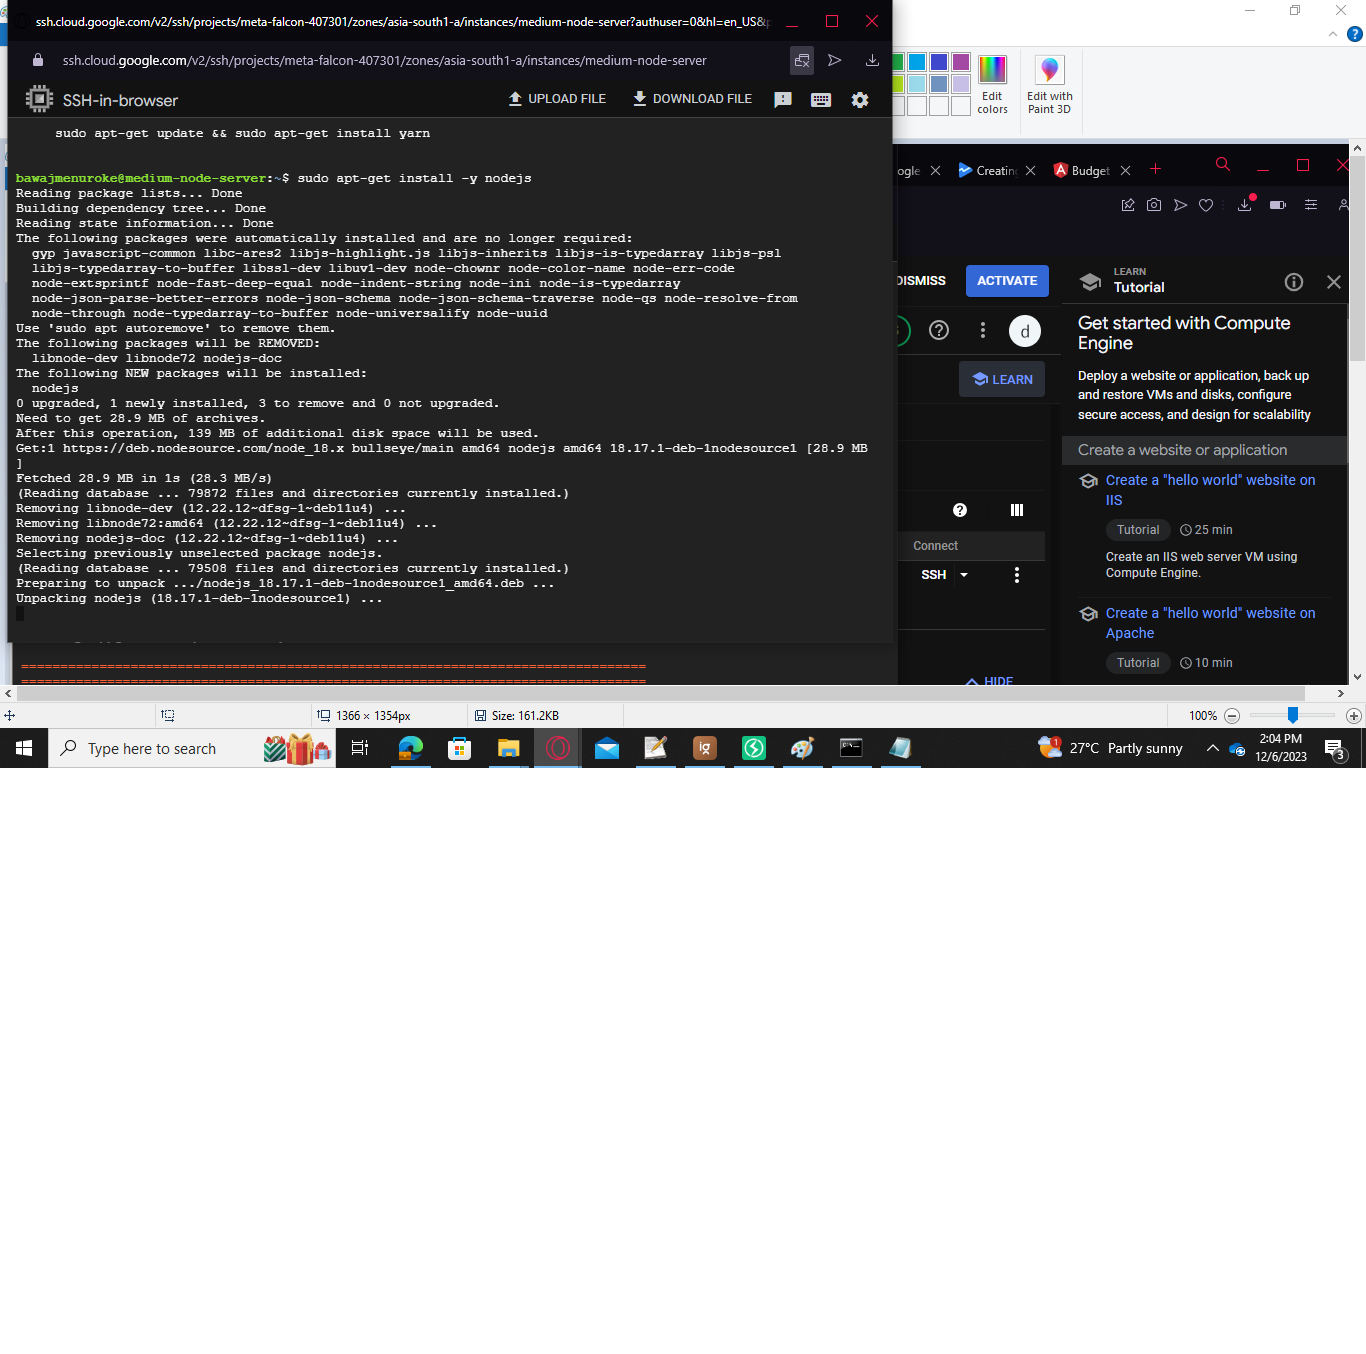 ssh.cloud.google.com/v2/ssh/projects/meta-falcon-407301/zones/asia-south1-a/instances/medium-node-server?authuser=0&hl=en_US&
ssh.cloud.google.com/v2/ssh/projects/meta-falcon-407301/zones/asia-south1-a/instances/medium-node-server
SSH-in-browser
UPLOAD FILE
DOWNLOAD FILE
sudo apt-get update && sudo apt-get install yarn
bawajmenuroke@medium-node-server:~$ sudo apt-get install -y nodejs
Reading package lists... Done
Building dependency tree... Done
Reading state information... Done
The following packages were automatically installed and are no longer required:
gyp javascript-common libc-ares2 libjs-highlight.js libjs-inherits libjs-is-typedarray libjs-psl
libjs-typedarray-to-buffer libssl-dev libuv1-dev node-chownr node-color-name node-err-code
node-extsprintf node-fast-deep-equal node-indent-string node-ini node-is-typedarray
node-json-parse-better-errors node-json-schema node-json-schema-traverse node-qs node-resolve-from
node-through node-typedarray-to-buffer node-universalify node-uuid
Use 'sudo apt autoremove' to remove them.
The following packages will be REMOVED:
libnode-dev libnode72 nodejs-doc
The following NEW packages will be installed:
nodejs
0 upgraded, 1 newly installed, 3 to remove and 0 not upgraded.
Need to get 28.9 MB of archives.
After this operation, 139 MB of additional disk space will be used.
Get:1 https://deb.nodesource.com/node_18.x bullseye/main amd64 nodejs amd64 18.17.1-deb-1nodesource1 [28.9 MB
]
Fetched 28.9 MB in 1s (28.3 MB/s)
(Reading database ... 79872 files and directories currently installed.)
Removing libnode-dev (12.22.12~dfsg-1~deb11u4) ...
Removing libnode72:amd64 (12.22.12~dfsg-1~deb11u4) ...
Removing nodejs-doc (12.22.12~dfsg-1~deb11u4) ...
Selecting previously unselected package nodejs.
(Reading database ... 79508 files and directories currently installed.)
Preparing to unpack .../nodejs_18.17.1-deb-1nodesource1_amd64.deb ...
Unpacking nodejs (18.17.1-deb-1nodesource1) ...
================================================================================
================================================================================
Edit
colors
Edit with
Paint 3D
ogle
Creating
Budget
DISMISS
ACTIVATE
d
LEARN
Connect
SSH
HIDE
LEARN
Tutorial
Get started with Compute
Engine
Deploy a website or application, back up
and restore VMs and disks, configure
secure access, and design for scalability
Create a website or application
Create a "hello world" website on
IIS
Tutorial 25 min
Create an IIS web server VM using
Compute Engine.
Create a "hello world" website on
Apache
Tutorial 10 min
1366 × 1354px
Size: 161.2KB
100%
Type here to search
ig
1
27°C Partly sunny
2:04 PM
12/6/2023
3